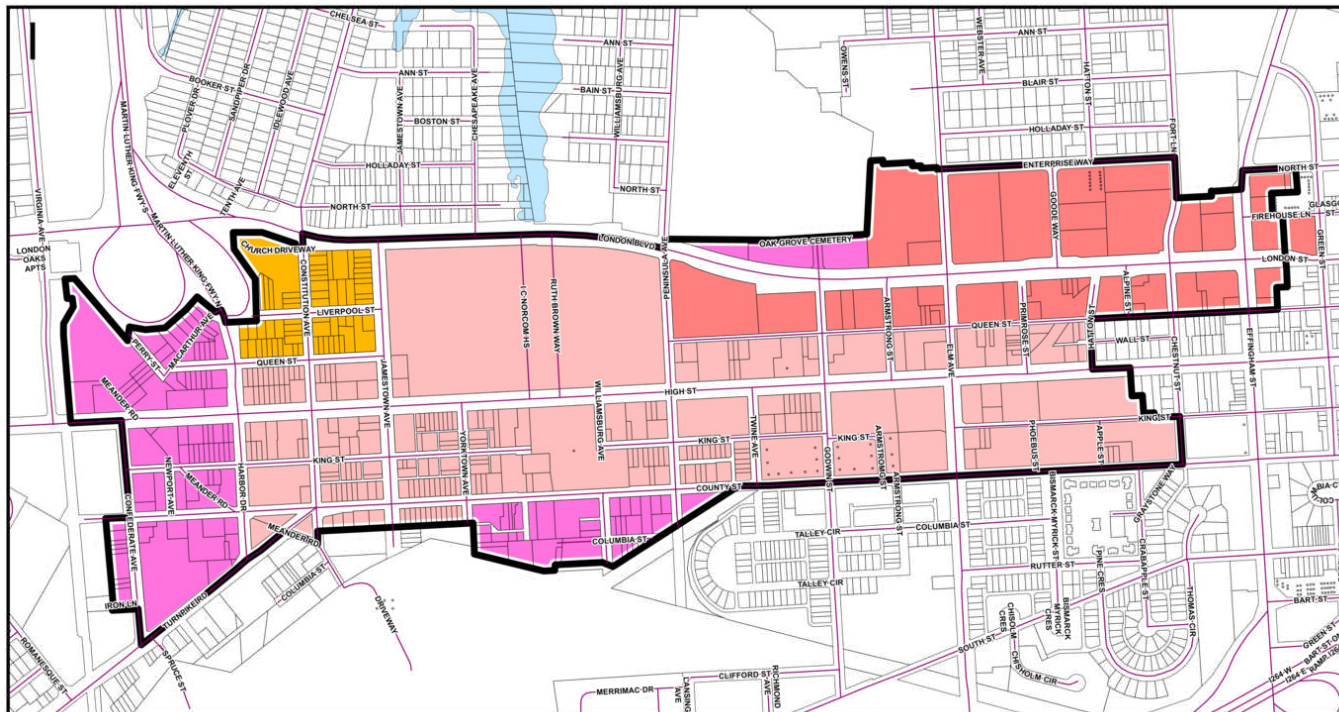 CHELSEA ST
ANN ST
WEBSTER AVE
ANN ST
OWENS ST
BOOKER ST
PLOVER DR
SANDPIPER DR
IDLEWOOD AVE
ANN ST
JAMESTOWN AVE
CHESAPEAKE AVE
WILLIAMSBURG AVE
BAIN ST
BLAIR ST
HATTON ST
BOSTON ST
HOLLADAY ST
FORT LN
MARTIN LUTHER KING FWY S
ELEVENTH ST
TENTH AVE
HOLLADAY ST
ENTERPRISE WAY
NORTH ST
VIRGINIA AVE
NORTH ST
NORTH ST
GOODE WAY
FIREHOUSE LN
GREEN ST
MARTIN LUTHER KING FWY N
LONDON OAKS APTS
CHURCH DRIVEWAY
LONDON BLVD
OAK GROVE CEMETERY
LONDON ST
CONSTITUTION AVE
I C NORCOM HS
RUTH BROWN WAY
PENINSULA AVE
ALPINE ST
ARMSTRONG ST
PRIMROSE ST
HATTON ST
LIVERPOOL ST
MACARTHUR AVE
PERRY ST
QUEEN ST
QUEEN ST
WALL ST
CHESTNUT ST
EFFINGHAM ST
ELM AVE
JAMESTOWN AVE
MEANDER RD
HIGH ST
WILLIAMSBURG AVE
KING ST
YORKTOWN AVE
KING ST
KING ST
KING ST
TWINE AVE
GODWIN ST
ARMSTRONG ST
PHOEBUS ST
APPLE ST
NEWPORT AVE
MEANDER RD
HARBOR DR
COUNTY ST
ARMSTRONG ST
BISMARCK MYRICK ST
GRAYSTONE WAY
CONFEDERATE AVE
MEANDER RD
COLUMBIA ST
TALLEY CIR
COLUMBIA ST
CRABAPPLE ST
PINE CRES
RUTTER ST
COLUMBIA ST
TALLEY CIR
THOMAS CIR
IRON LN
TURNPIKE RD
DRIVEWAY
CHISOLM CRES
BISMARCK MYRICK CRES
BART ST
ROMANESQUE ST
SPRUCE ST
SOUTH ST
CHISHOLM CIR
GREEN ST
CLIFFORD ST
MERRIMAC DR
LANSING AVE
RICHMOND AVE
I264 W
I264 E